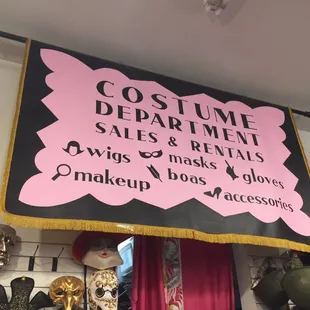 COSTUME
DEPARTMENT
SALES & RENTALS
wigs masks gloves
makeup boas accessories